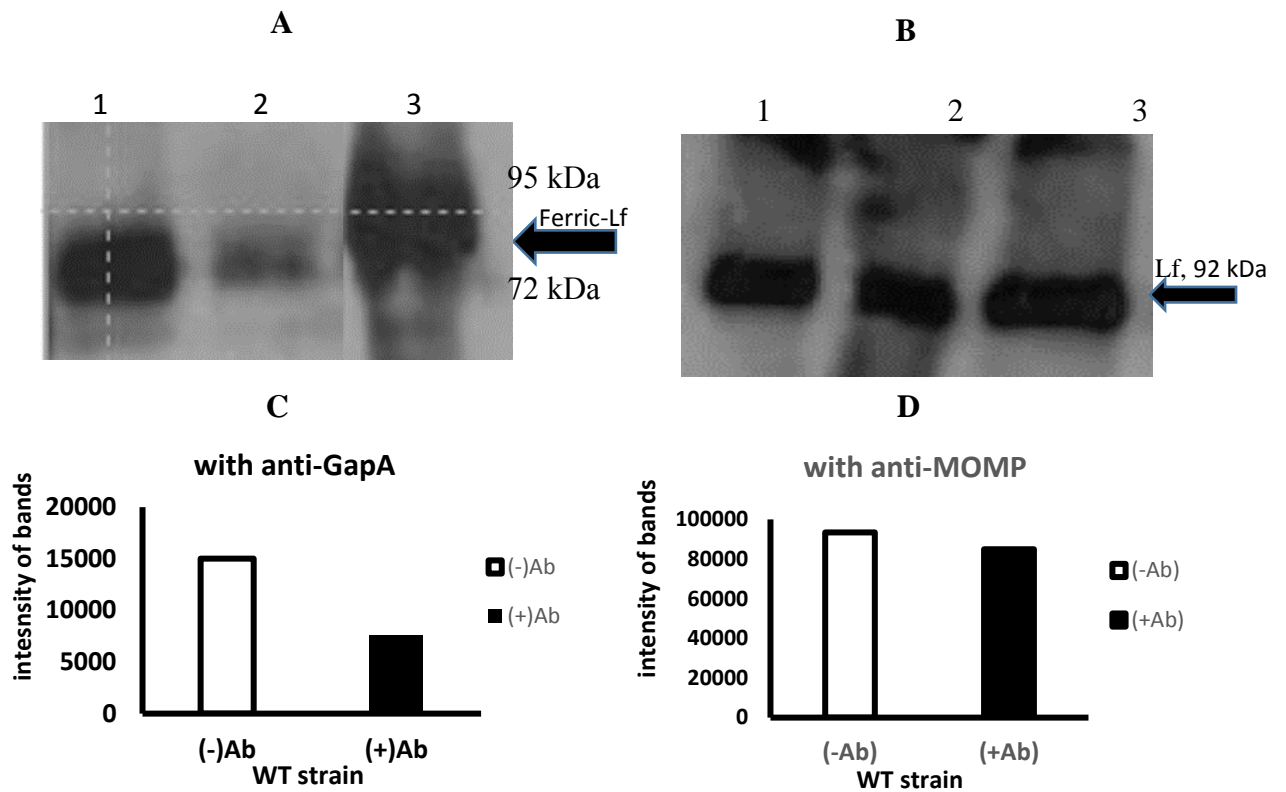 A
B
1 2 3
1 2 3
95 kDa
Ferric-Lf
72 kDa
Lf, 92 kDa
C
D
with anti-GapA
intesnsity of bands
20000
15000
10000
5000
0
(-)Ab (+)Ab
WT strain
(-)Ab
(+)Ab
with anti-MOMP
intensity of bands
100000
80000
60000
40000
20000
0
(-Ab) (+Ab)
WT strain
(-Ab)
(+Ab)